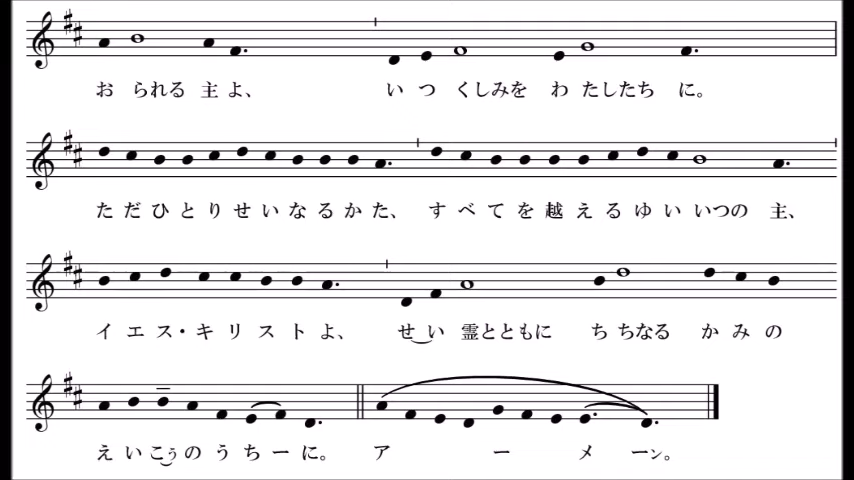 おられる主よ、 いつくしみを わたしたちに。
ただひとりせいなるかた、 すべてを越えるゆいいつの主、
イエス・キリストよ、 せい霊とともに ちちなるかみの
えいこうのうちーに。 アーメーン。